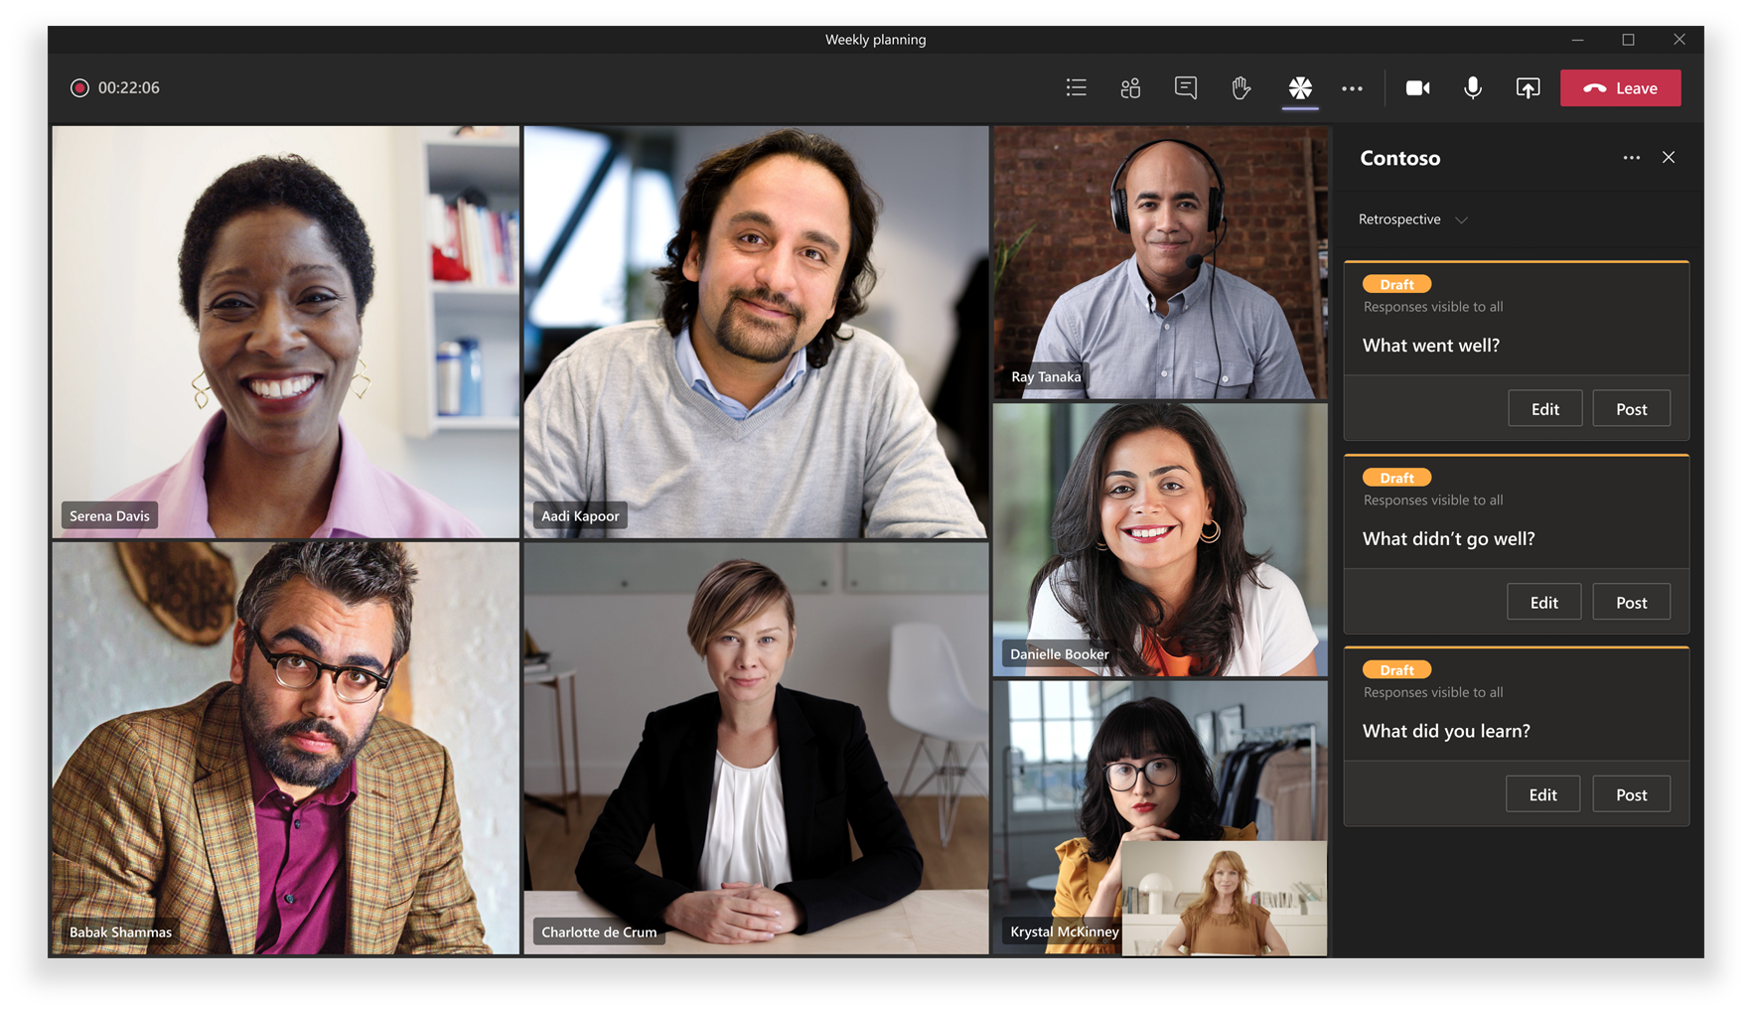 Weekly planning
00:22:06
Leave
Contoso
Retrospective
Draft
Responses visible to all
What went well?
Edit
Post
Draft
Responses visible to all
What didn’t go well?
Edit
Post
Draft
Responses visible to all
What did you learn?
Edit
Post
Serena Davis
Aadi Kapoor
Ray Tanaka
Danielle Booker
Babak Shammas
Charlotte de Crum
Krystal McKinney